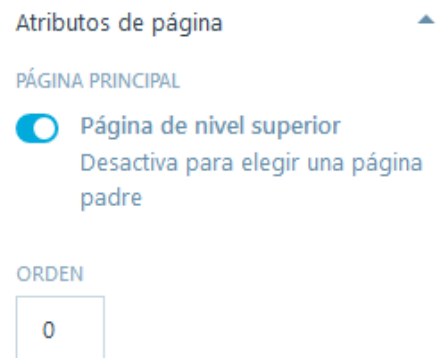 Atributos de página
PÁGINA PRINCIPAL
Página de nivel superior
Desactiva para elegir una página
padre
ORDEN
0